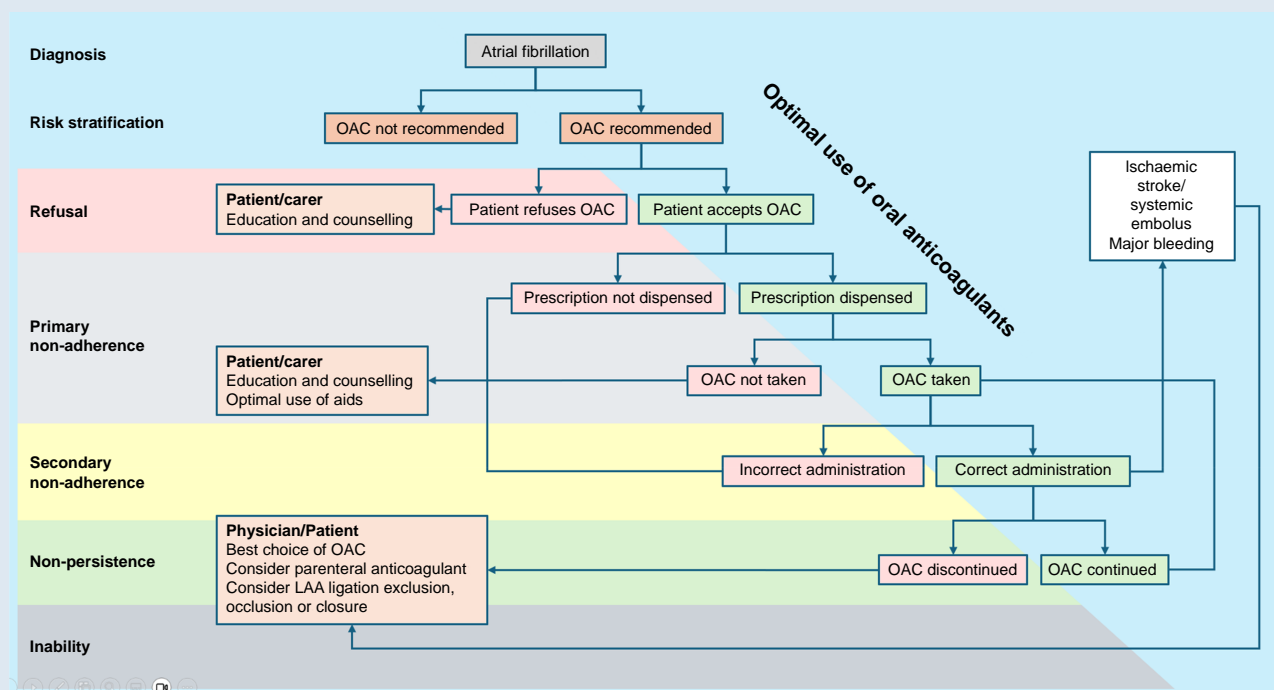 Diagnosis
Atrial fibrillation
Risk stratification
OAC not recommended
OAC recommended
Optimal use of oral anticoagulants
Ischaemic
stroke/
systemic
embolus
Major bleeding
Refusal
Patient/carer
Education and counselling
Patient refuses OAC
Patient accepts OAC
Primary
non-adherence
Prescription not dispensed
Prescription dispensed
Patient/carer
Education and counselling
Optimal use of aids
OAC not taken
OAC taken
Secondary
non-adherence
Incorrect administration
Correct administration
Non-persistence
Physician/Patient
Best choice of OAC
Consider parenteral anticoagulant
Consider LAA ligation exclusion,
occlusion or closure
OAC discontinued
OAC continued
Inability